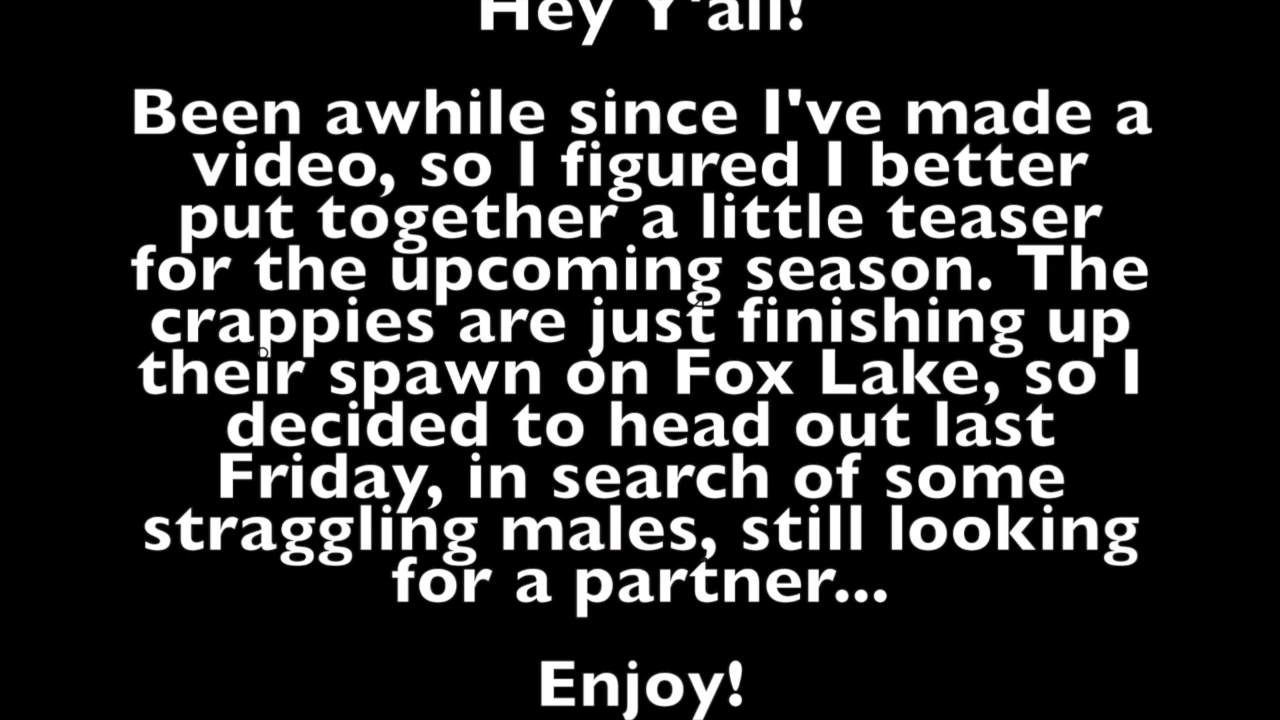 Hey Y'all!
Been awhile since I've made a
video, so I figured I better
put together a little teaser
for the upcoming season. The
crappies are just finishing up
their spawn on Fox Lake, so I
decided to head out last
Friday, in search of some
straggling males, still looking
for a partner...
Enjoy!